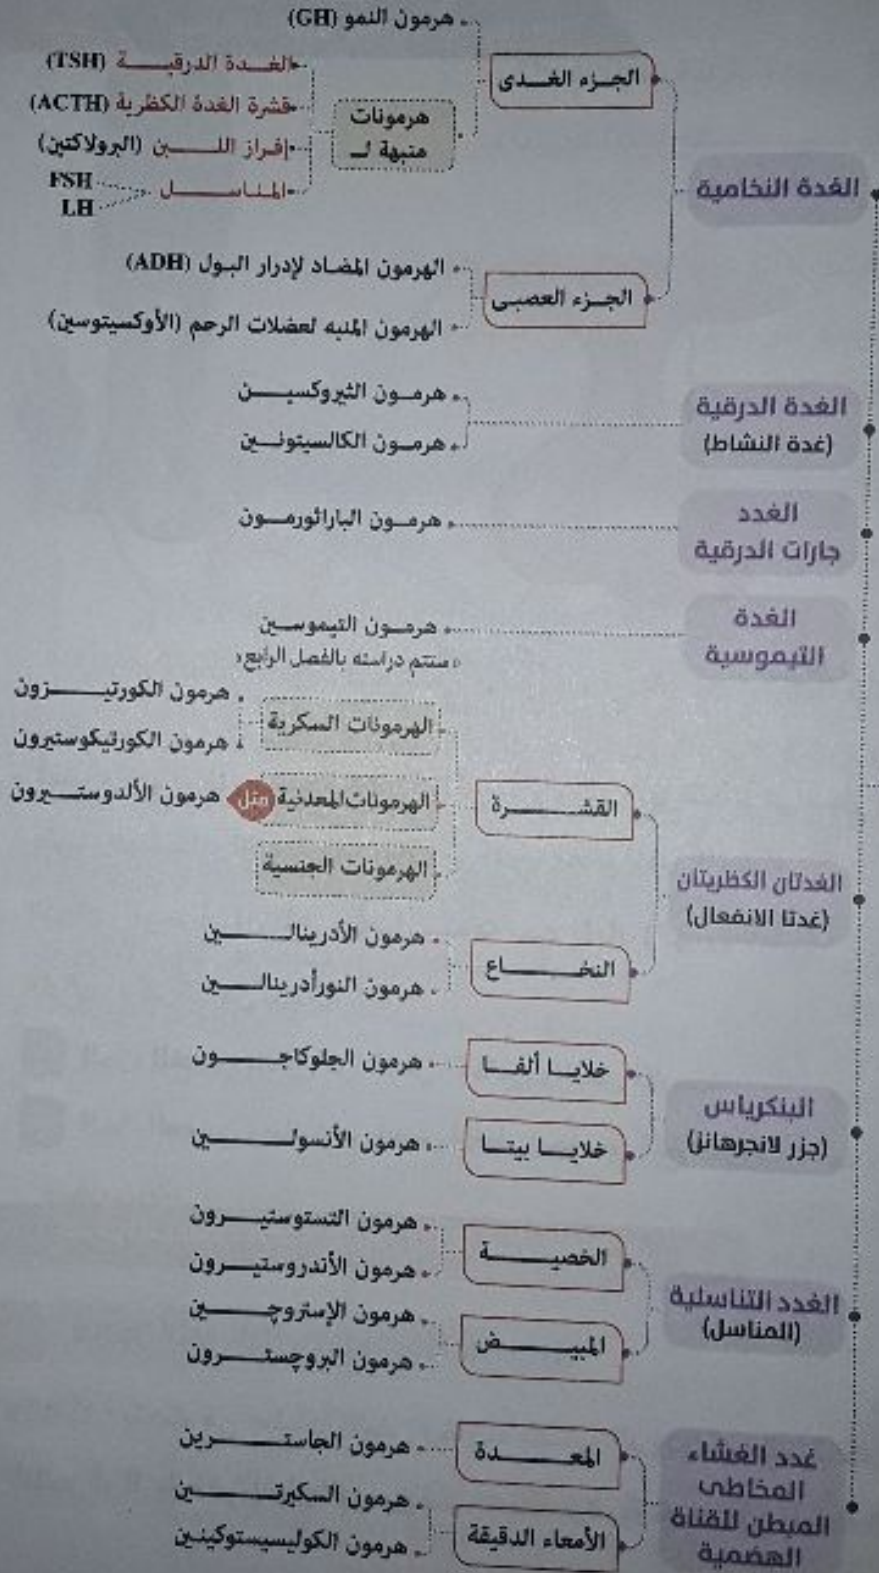 هرمون النمو (GH)
الجزء الغدى
الغدة الدرقية (TSH)
قشرة الغدة الكظرية (ACTH)
هرمونات
منبهة لـ
إفراز اللبن (البرولاكتين)
المناسل
FSH
LH
الغدة النخامية
الهرمون المضاد لإدرار البول (ADH)
الجزء العصبى
الهرمون المنبه لعضلات الرحم (الأوكسيتوسين)
الغدة الدرقية
(غدة النشاط)
هرمون الثيروكسين
هرمون الكالسيتونين
الغدد
جارات الدرقية
هرمون الباراثورمون
الغدة
التيموسية
هرمون التيموسين
«ستتم دراسته بالفصل الرابع»
هرمون الكورتيزون
الهرمونات السكرية
هرمون الكورتيكوستيرون
القشرة
الهرمونات المعدنية مثل هرمون الألدوستيرون
الهرمونات الجنسية
الغدتان الكظريتان
(غدتا الانفعال)
هرمون الأدرينالين
النخاع
هرمون النورأدرينالين
خلايا ألفا
هرمون الجلوكاجون
البنكرياس
(جزر لانجرهانز)
خلايا بيتا
هرمون الأنسولين
هرمون التستوستيرون
الخصية
هرمون الأندروستيرون
الغدد التناسلية
(المناسل)
هرمون الإستروجين
المبيض
هرمون البروجسترون
غدد الغشاء
المخاطى
المبطن للقناة
الهضمية
المعدة
هرمون الجاسترين
هرمون السكيرتين
الأمعاء الدقيقة
هرمون الكوليسيستوكينين